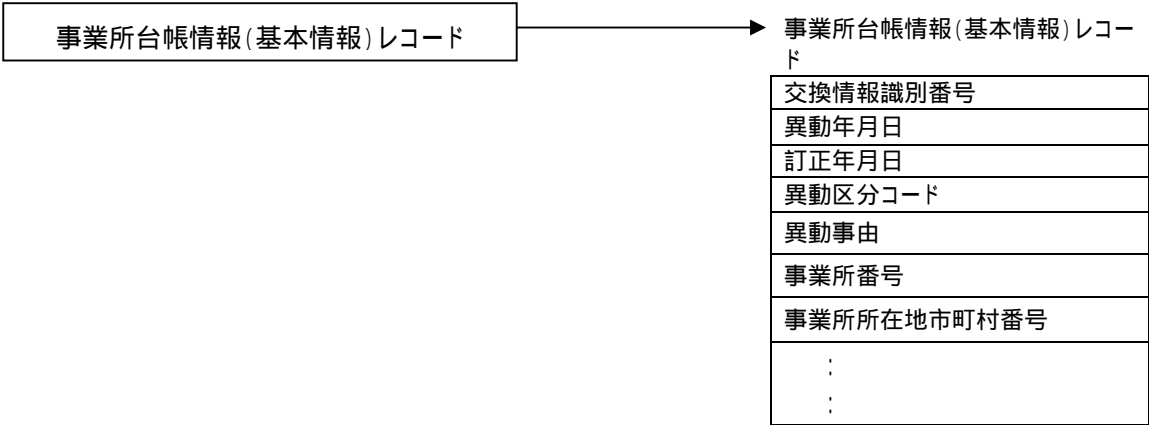 事業所台帳情報(基本情報)レコード
事業所台帳情報(基本情報)レコー
ド
交換情報識別番号
異動年月日
訂正年月日
異動区分コード
異動事由
事業所番号
事業所所在地市町村番号
:
: